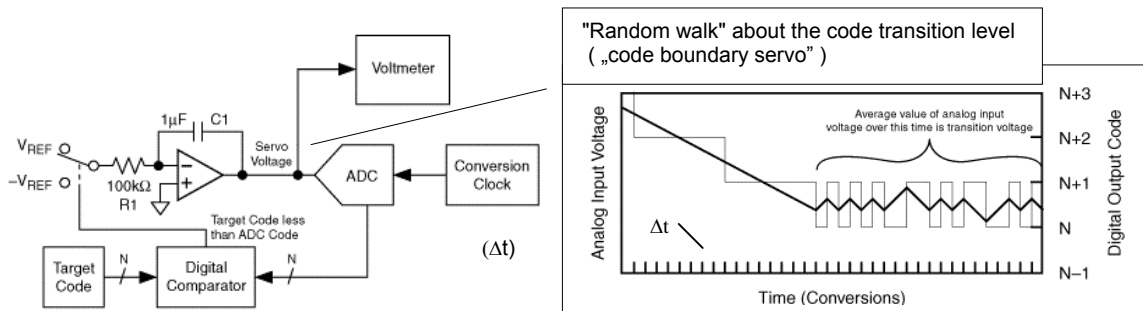 "Random walk" about the code transition level
( „code boundary servo” )
Voltmeter
1μF
C1
VREF
–VREF
100kΩ
R1
–
+
Servo
Voltage
ADC
Conversion
Clock
Target Code less
than ADC Code
(Δt)
Target
Code
N
Digital
Comparator
N
Analog Input Voltage
Average value of analog input
voltage over this time is transition voltage
Δt
N+3
N+2
N+1
N
N–1
Digital Output Code
Time (Conversions)